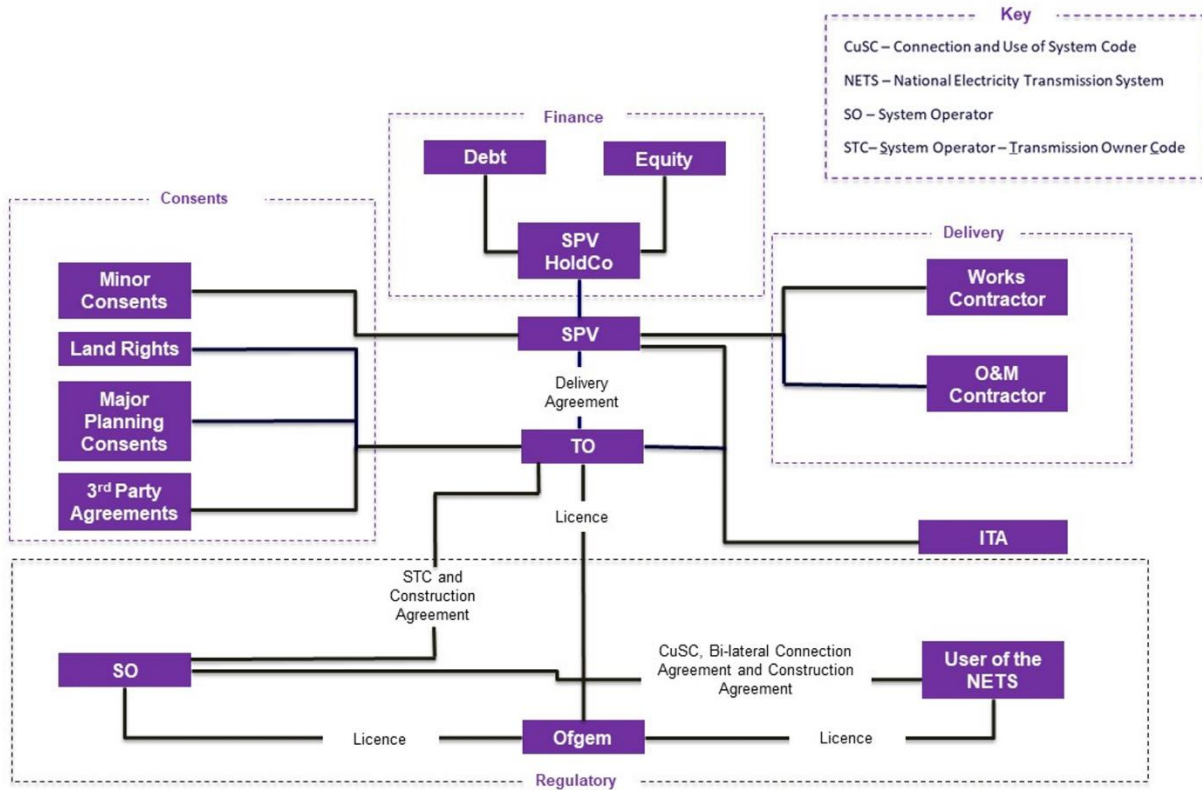 Key
CuSC – Connection and Use of System Code
NETS – National Electricity Transmission System
SO – System Operator
STC– System Operator – Transmission Owner Code
Finance
Debt
Equity
SPV
HoldCo
Consents
Minor
Consents
Land Rights
Major
Planning
Consents
3rd Party
Agreements
SPV
Delivery
Agreement
TO
Licence
Delivery
Works
Contractor
O&M
Contractor
ITA
STC and
Construction
Agreement
SO
CuSC, Bi-lateral Connection
Agreement and Construction
Agreement
User of the
NETS
Licence
Ofgem
Licence
Regulatory